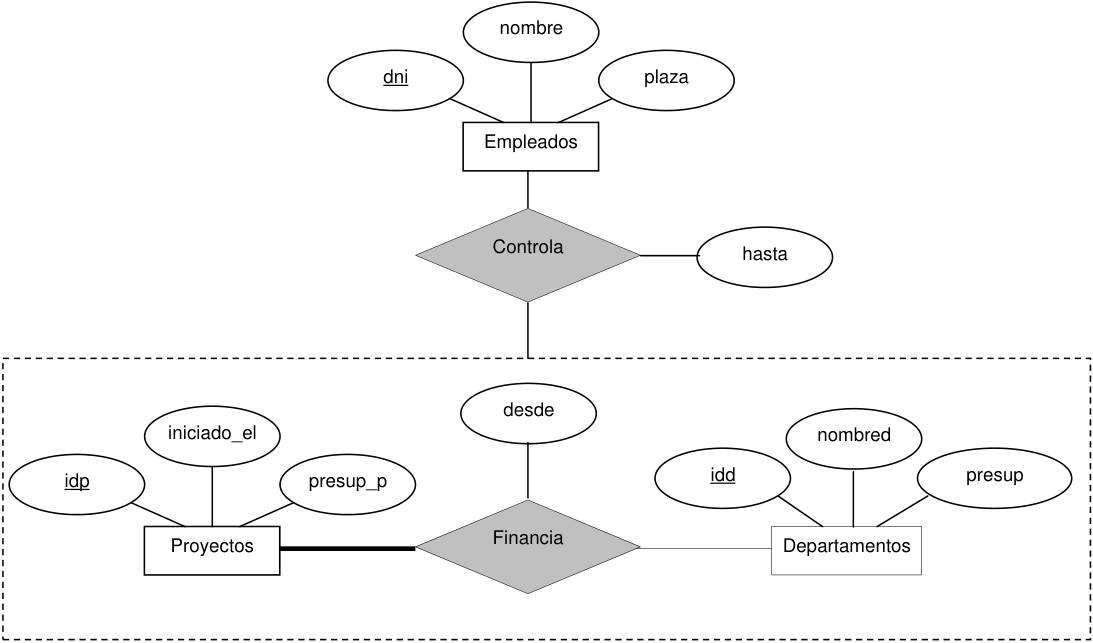 nombre
dni
plaza
Empleados
Controla
hasta
desde
iniciado_el
nombred
idp
presup_p
idd
presup
Proyectos
Financia
Departamentos